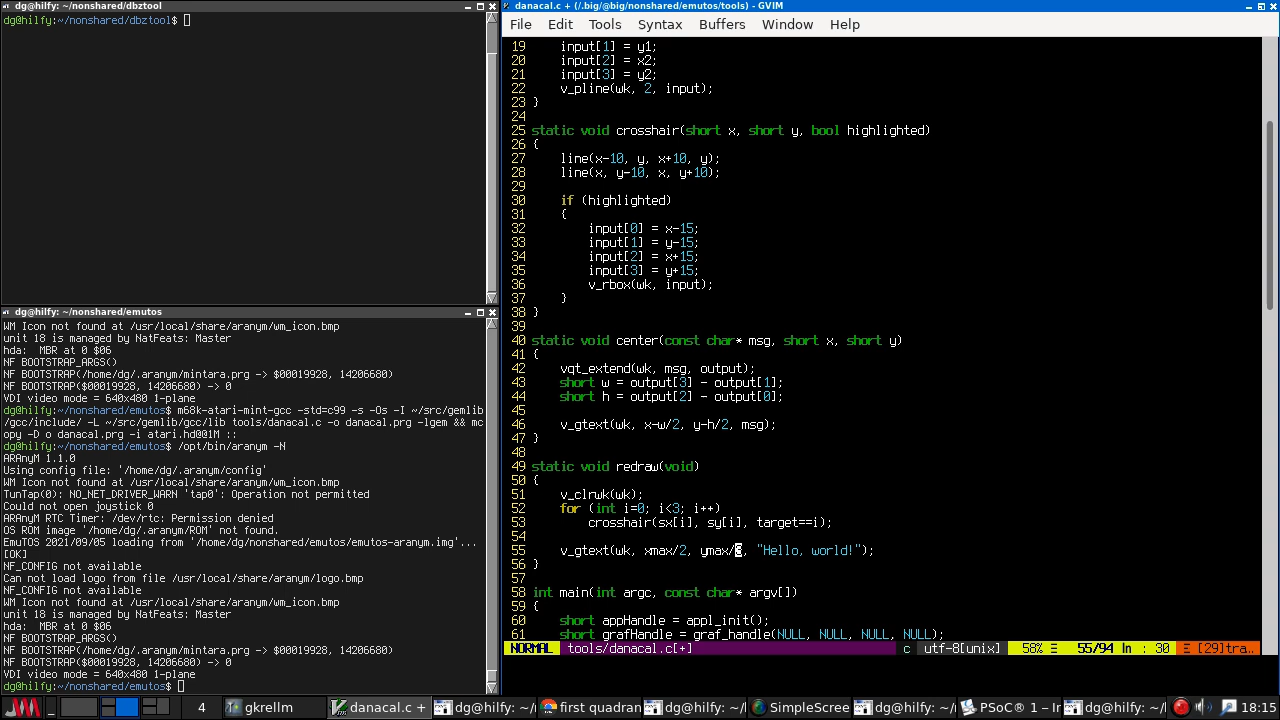 dg@hilfy: ~/nonshared/dbztool
dg@hilfy:~/nonshared/dbztool$
dg@hilfy: ~/nonshared/emutos
WM Icon not found at /usr/local/share/aranym/wm_icon.bmp
unit 18 is managed by NatFeats: Master
hda:  MBR at 0 $06
NF BOOTSTRAP_ARGS()
NF BOOTSTRAP(/home/dg/.aranym/mintara.prg -> $00019928, 14206680)
NF BOOTSTRAP($00019928, 14206680) -> 0
VDI video mode = 640x480 1-plane
dg@hilfy:~/nonshared/emutos$ m68k-atari-mint-gcc -std=c99 -s -Os -I ~/src/gemlib
/gcc/include/ -L ~/src/gemlib/gcc/lib tools/danacal.c -o danacal.prg -lgem && mc
opy -D o danacal.prg -i atari.hd@@1M ::
dg@hilfy:~/nonshared/emutos$ /opt/bin/aranym -N
ARAnyM 1.1.0
Using config file: '/home/dg/.aranym/config'
WM Icon not found at /usr/local/share/aranym/wm_icon.bmp
TunTap(0): NO_NET_DRIVER_WARN 'tap0': Operation not permitted
Could not open joystick 0
ARAnyM RTC Timer: /dev/rtc: Permission denied
OS ROM image '/home/dg/.aranym/ROM' not found.
EmuTOS 2021/09/05 loading from '/home/dg/nonshared/emutos/emutos-aranym.img'...
[OK]
NF_CONFIG not available
Can not load logo from file /usr/local/share/aranym/logo.bmp
NF_CONFIG not available
WM Icon not found at /usr/local/share/aranym/wm_icon.bmp
unit 18 is managed by NatFeats: Master
hda:  MBR at 0 $06
NF BOOTSTRAP_ARGS()
NF BOOTSTRAP(/home/dg/.aranym/mintara.prg -> $00019928, 14206680)
NF BOOTSTRAP($00019928, 14206680) -> 0
VDI video mode = 640x480 1-plane
dg@hilfy:~/nonshared/emutos$
danacal.c + (/.big/@big/nonshared/emutos/tools) - GVIM
File Edit Tools Syntax Buffers Window Help
19     input[1] = y1;
20     input[2] = x2;
21     input[3] = y2;
22     v_pline(wk, 2, input);
23 }
24
25 static void crosshair(short x, short y, bool highlighted)
26 {
27     line(x-10, y, x+10, y);
28     line(x, y-10, x, y+10);
29
30     if (highlighted)
31     {
32         input[0] = x-15;
33         input[1] = y-15;
34         input[2] = x+15;
35         input[3] = y+15;
36         v_rbox(wk, input);
37     }
38 }
39
40 static void center(const char* msg, short x, short y)
41 {
42     vqt_extend(wk, msg, output);
43     short w = output[3] - output[1];
44     short h = output[2] - output[0];
45
46     v_gtext(wk, x-w/2, y-h/2, msg);
47 }
48
49 static void redraw(void)
50 {
51     v_clrwk(wk);
52     for (int i=0; i<3; i++)
53         crosshair(sx[i], sy[i], target==i);
54
55     v_gtext(wk, xmax/2, ymax/3, "Hello, world!");
56 }
57
58 int main(int argc, const char* argv[])
59 {
60     short appHandle = appl_init();
61     short grafHandle = graf_handle(NULL, NULL, NULL, NULL);
NORMAL tools/danacal.c[+] c utf-8[unix] 58% Ξ 55/94 ln : 30 Ξ [29]tra..
4 gkrellm danacal.c + dg@hilfy: ~/ first quadran dg@hilfy: ~/ SimpleScree dg@hilfy: ~/ PSoC® 1 – Ir dg@hilfy: ~/ 18:15